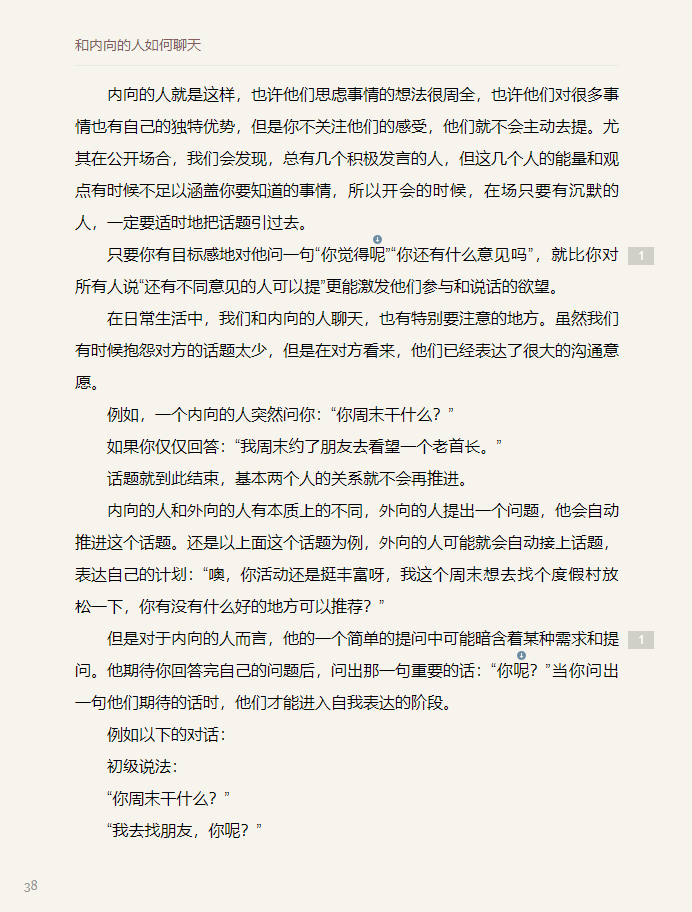 和内向的人如何聊天
内向的人就是这样，也许他们思虑事情的想法很周全，也许他们对很多事
情也有自己的独特优势，但是你不关注他们的感受，他们就不会主动去提。尤
其在公开场合，我们会发现，总有几个积极发言的人，但这几个人的能量和观
点有时候不足以涵盖你要知道的事情，所以开会的时候，在场只要有沉默的
人，一定要适时地把话题引过去。
只要你有目标感地对他问一句“你觉得呢”“你还有什么意见吗”，就比你对
1
所有人说“还有不同意见的人可以提”更能激发他们参与和说话的欲望。
在日常生活中，我们和内向的人聊天，也有特别要注意的地方。虽然我们
有时候抱怨对方的话题太少，但是在对方看来，他们已经表达了很大的沟通意
愿。
例如，一个内向的人突然问你：“你周末干什么？”
如果你仅仅回答：“我周末约了朋友去看望一个老首长。”
话题就到此结束，基本两个人的关系就不会再推进。
内向的人和外向的人有本质上的不同，外向的人提出一个问题，他会自动
推进这个话题。还是以上面这个话题为例，外向的人可能就会自动接上话题，
表达自己的计划：“噢，你活动还是挺丰富呀，我这个周末想去找个度假村放
松一下，你有没有什么好的地方可以推荐？”
但是对于内向的人而言，他的一个简单的提问中可能暗含着某种需求和提
1
问。他期待你回答完自己的问题后，问出那一句重要的话：“你呢？”当你问出
一句他们期待的话时，他们才能进入自我表达的阶段。
例如以下的对话：
初级说法：
“你周末干什么？”
“我去找朋友，你呢？”
38